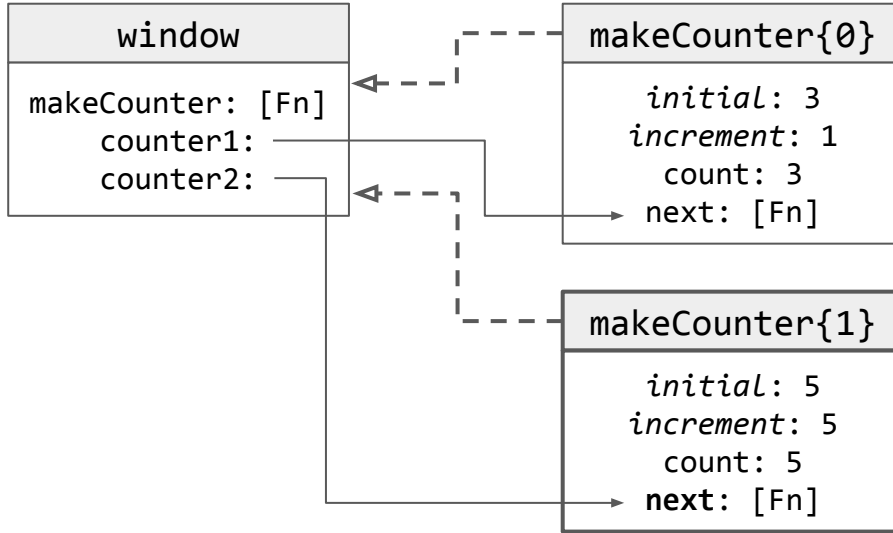 window
makeCounter: [Fn]
counter1:
counter2:
makeCounter{0}
initial: 3
increment: 1
count: 3
next: [Fn]
makeCounter{1}
initial: 5
increment: 5
count: 5
next: [Fn]